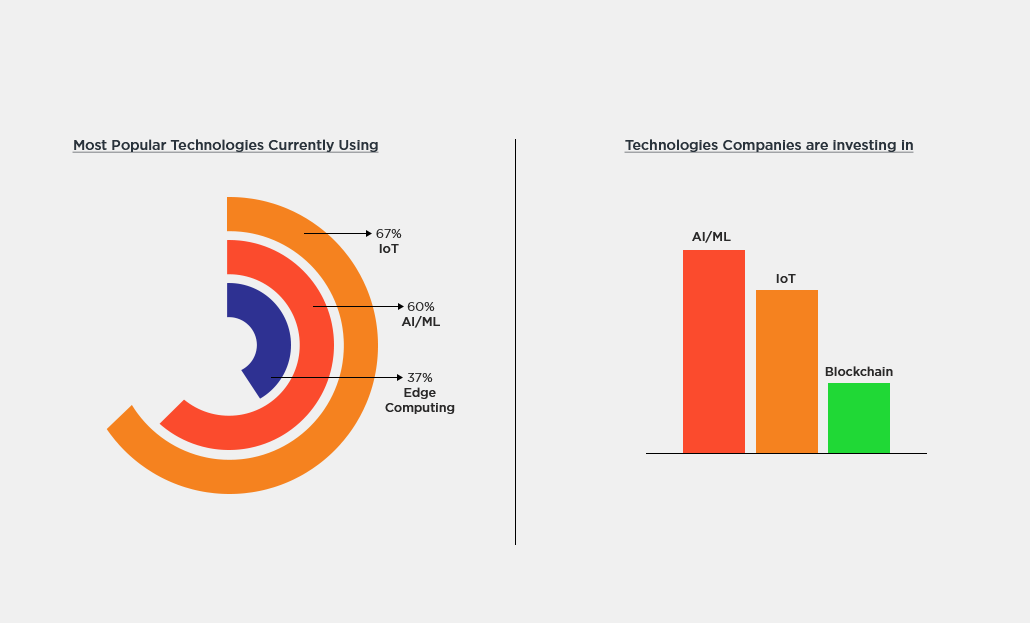 Most Popular Technologies Currently Using
67%
IoT
60%
AI/ML
37%
Edge
Computing
Technologies Companies are investing in
AI/ML
IoT
Blockchain